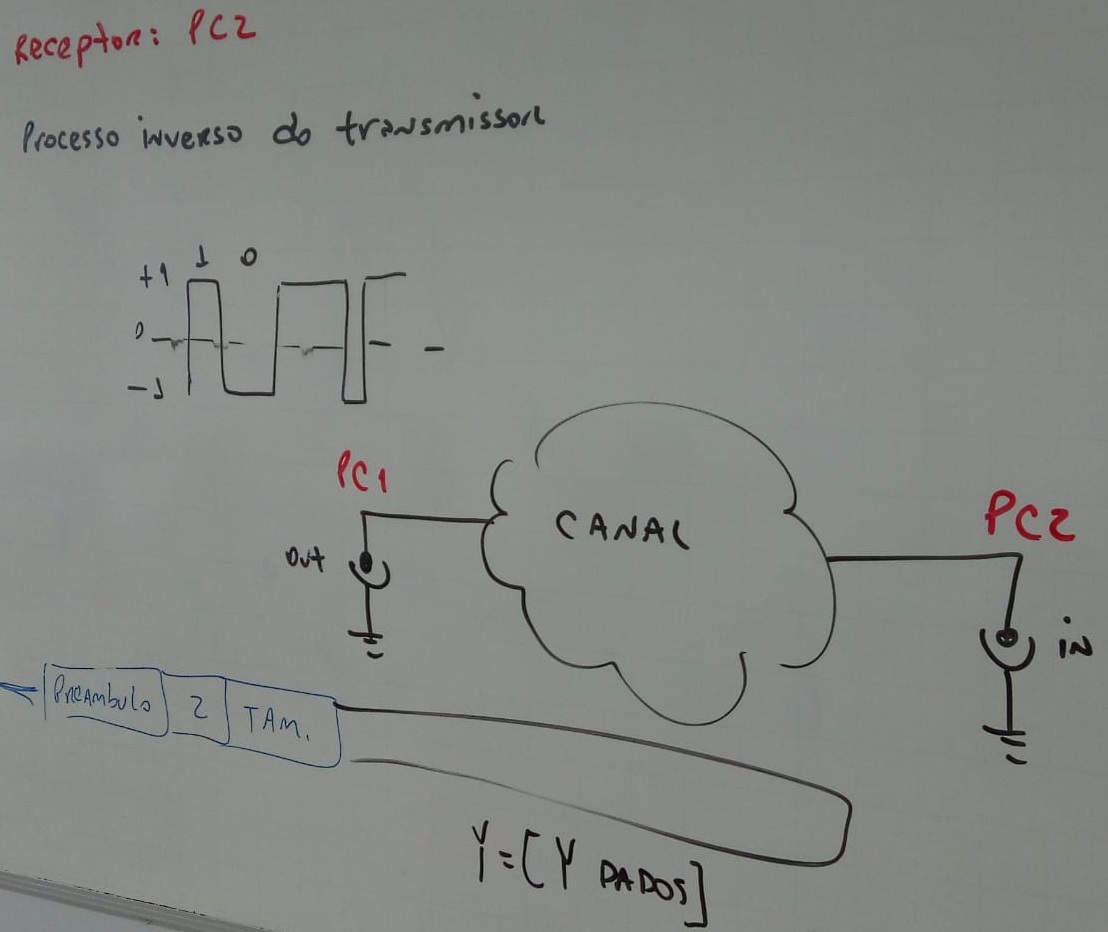 Receptor: PC2
Processo inverso do transmissor
+1 1 0
0
-1
PC1
CANAL
PC2
out
in
Preambulo 2 TAM.
Y=[Y DADOS]